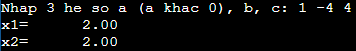 Nhap 3 he so a (a khac 0), b, c: 1 -4 4
x1=      2.00
x2=      2.00